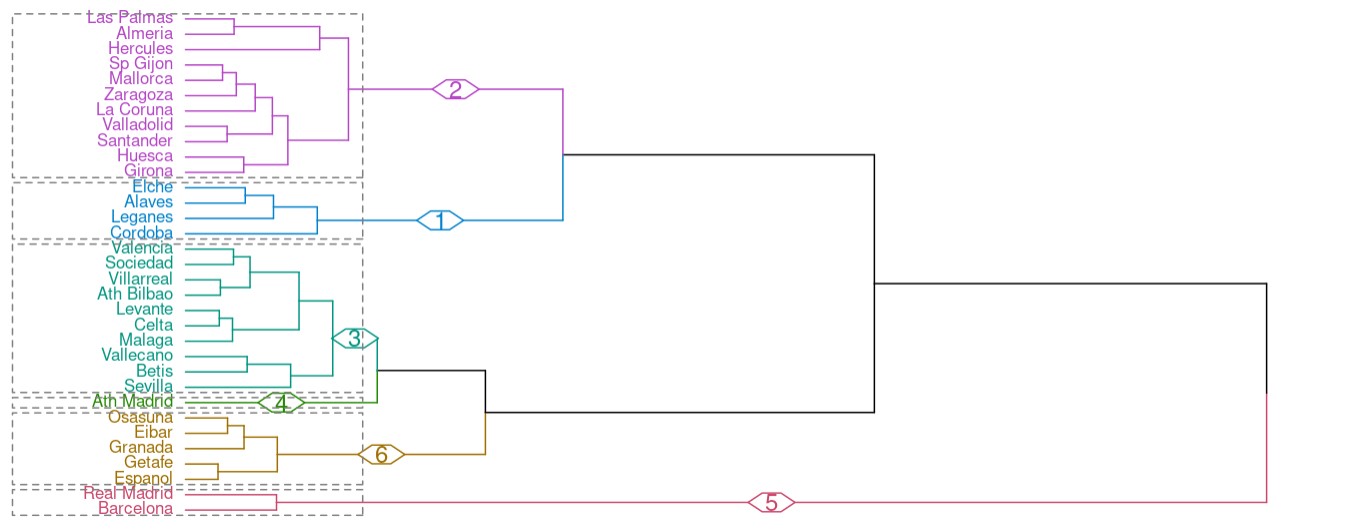 Las Palmas
Almeria
Hercules
Sp Gijon
Mallorca
2
Zaragoza
La Coruna
Valladolid
Santander
Huesca
Girona
Elche
Alaves
Leganes
1
Cordoba
Valencia
Sociedad
Villarreal
Ath Bilbao
Levante
Celta
Malaga
3
Vallecano
Betis
Sevilla
Ath Madrid
4
Osasuna
Eibar
Granada
6
Getafe
Espanol
Real Madrid
5
Barcelona